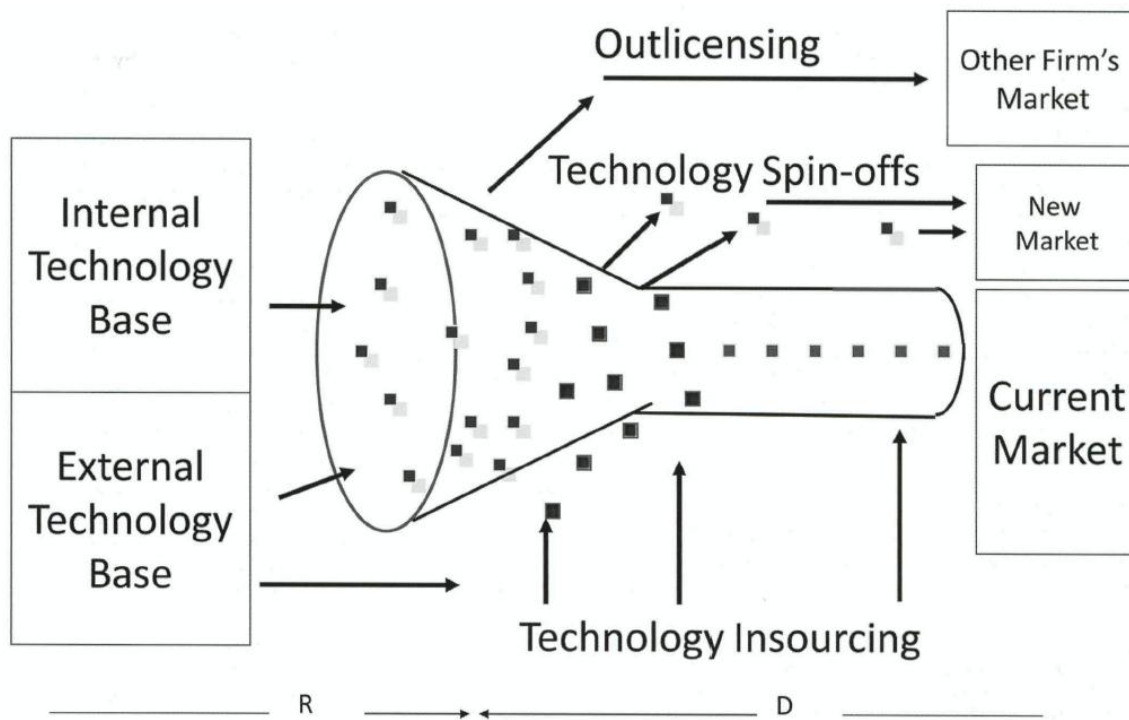 Outlicensing
Other Firm's
Market
Technology Spin-offs
New
Market
Internal
Technology
Base
External
Technology
Base
Current
Market
Technology Insourcing
R
D